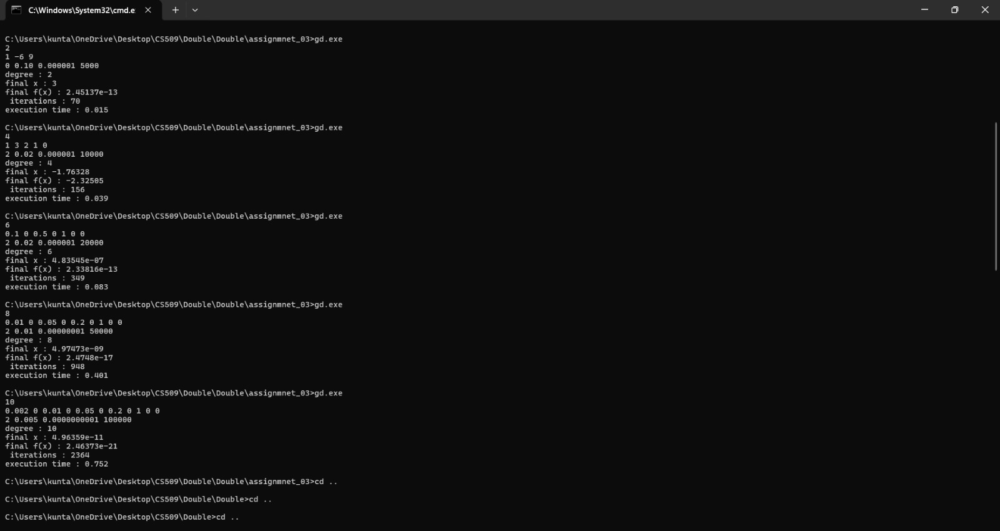 C:\Windows\System32\cmd.e
C:\Users\kunta\OneDrive\Desktop\CS509\Double\Double\assignmnet_03>gd.exe
2
1 -6 9
0 0.10 0.000001 5000
degree : 2
final x : 3
final f(x) : 2.45137e-13
 iterations : 70
execution time : 0.015
C:\Users\kunta\OneDrive\Desktop\CS509\Double\Double\assignmnet_03>gd.exe
4
1 3 2 1 0
2 0.02 0.000001 10000
degree : 4
final x : -1.76328
final f(x) : -2.32505
 iterations : 156
execution time : 0.039
C:\Users\kunta\OneDrive\Desktop\CS509\Double\Double\assignmnet_03>gd.exe
6
0.1 0 0.5 0 1 0 0
2 0.02 0.000001 20000
degree : 6
final x : 4.83545e-07
final f(x) : 2.33816e-13
 iterations : 349
execution time : 0.083
C:\Users\kunta\OneDrive\Desktop\CS509\Double\Double\assignmnet_03>gd.exe
8
0.01 0 0.05 0 0.2 0 1 0 0
2 0.01 0.00000001 50000
degree : 8
final x : 4.97473e-09
final f(x) : 2.4748e-17
 iterations : 948
execution time : 0.401
C:\Users\kunta\OneDrive\Desktop\CS509\Double\Double\assignmnet_03>gd.exe
10
0.002 0 0.01 0 0.05 0 0.2 0 1 0 0
2 0.005 0.0000000001 100000
degree : 10
final x : 4.96359e-11
final f(x) : 2.46373e-21
 iterations : 2364
execution time : 0.752
C:\Users\kunta\OneDrive\Desktop\CS509\Double\Double\assignmnet_03>cd ..
C:\Users\kunta\OneDrive\Desktop\CS509\Double\Double>cd ..
C:\Users\kunta\OneDrive\Desktop\CS509\Double>cd ..